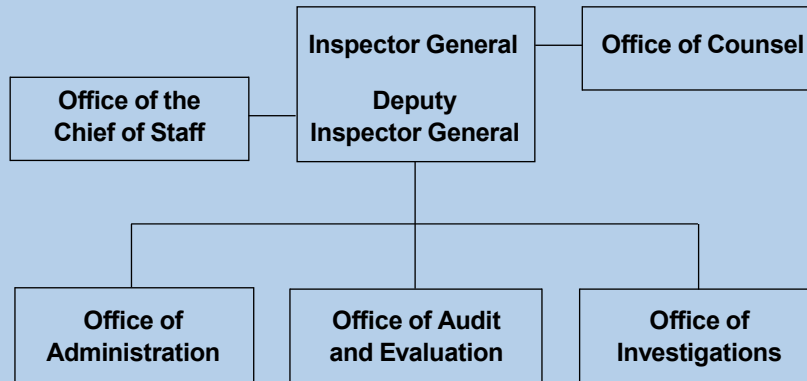 Inspector General
Deputy
Inspector General
Office of Counsel
Office of the
Chief of Staff
Office of
Administration
Office of Audit
and Evaluation
Office of
Investigations